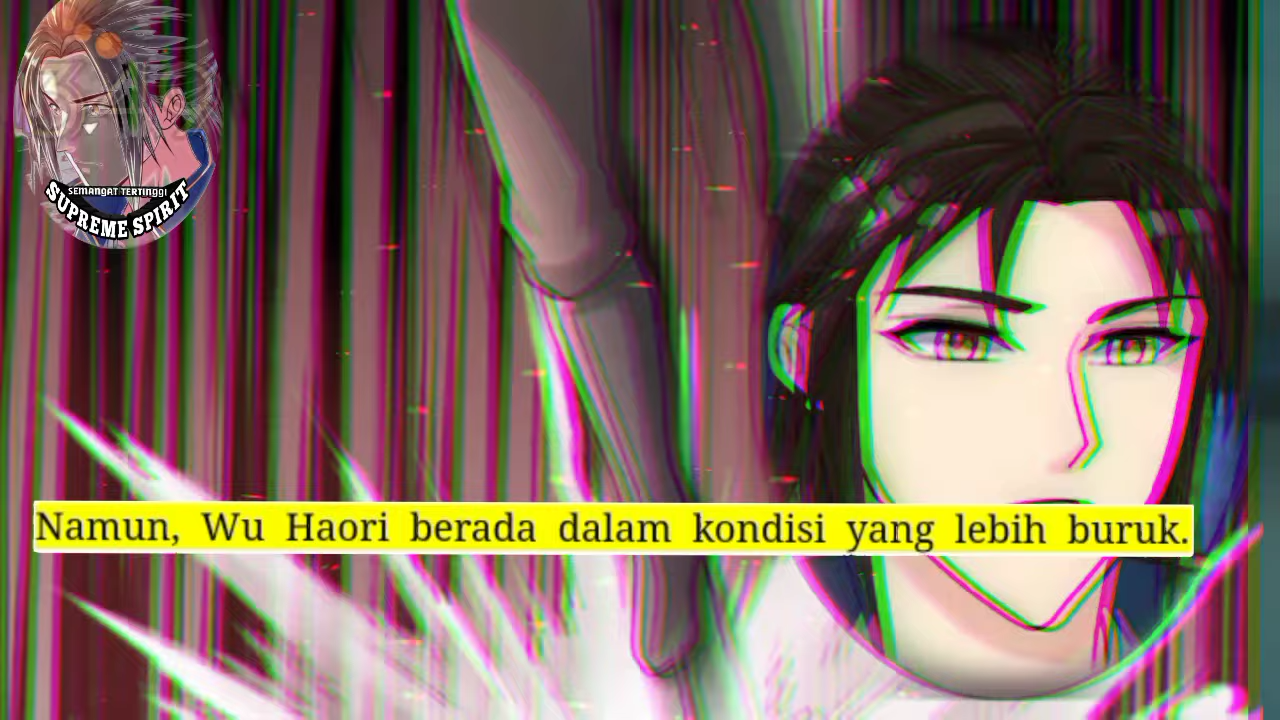 SEMANGAT TERTINGGI
SUPREME SPIRIT
Namun, Wu Haori berada dalam kondisi yang lebih buruk.